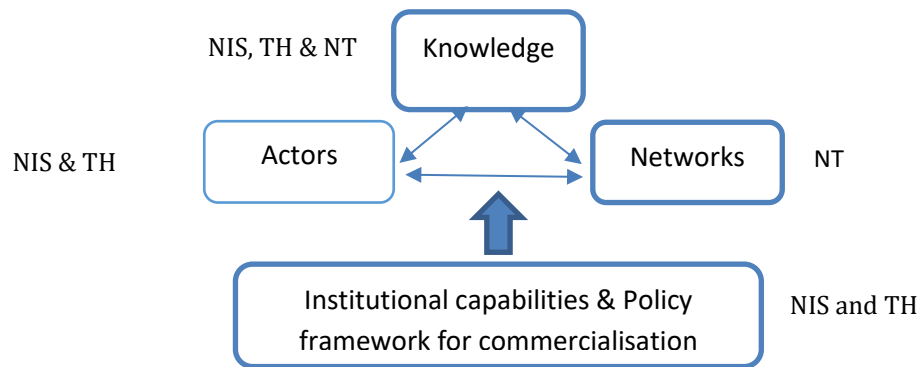 NIS, TH & NT
Knowledge
NIS & TH
Actors
Networks
NT
Institutional capabilities & Policy
framework for commercialisation
NIS and TH